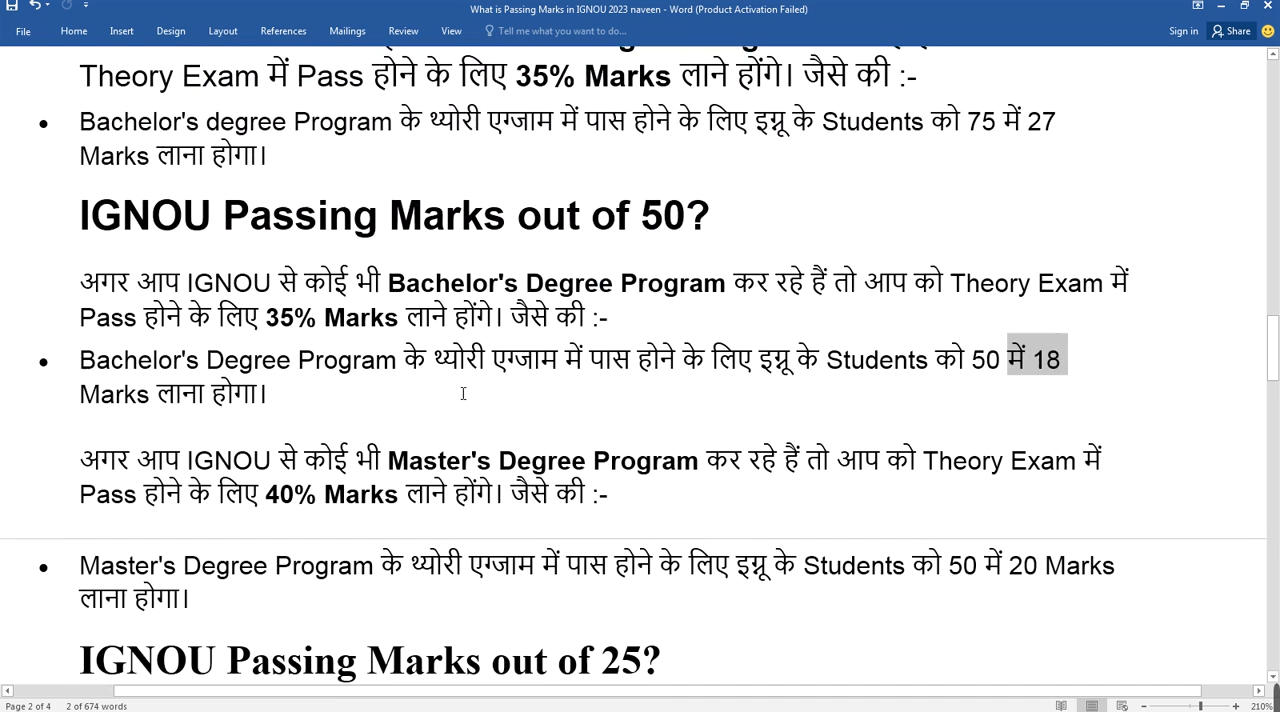 What is Passing Marks in IGNOU 2023 naveen - Word (Product Activation Failed)
File Home Insert Design Layout References Mailings Review View Tell me what you want to do... Sign in Share
Theory Exam में Pass होने के लिए 35% Marks लाने होंगे। जैसे की :-
• Bachelor's degree Program के थ्योरी एग्जाम में पास होने के लिए इग्नू के Students को 75 में 27
Marks लाना होगा।
IGNOU Passing Marks out of 50?
अगर आप IGNOU से कोई भी Bachelor's Degree Program कर रहे हैं तो आप को Theory Exam में
Pass होने के लिए 35% Marks लाने होंगे। जैसे की :-
• Bachelor's Degree Program के थ्योरी एग्जाम में पास होने के लिए इग्नू के Students को 50 में 18
Marks लाना होगा।
अगर आप IGNOU से कोई भी Master's Degree Program कर रहे हैं तो आप को Theory Exam में
Pass होने के लिए 40% Marks लाने होंगे। जैसे की :-
• Master's Degree Program के थ्योरी एग्जाम में पास होने के लिए इग्नू के Students को 50 में 20 Marks
लाना होगा।
IGNOU Passing Marks out of 25?
Page 2 of 4 2 of 674 words 210%